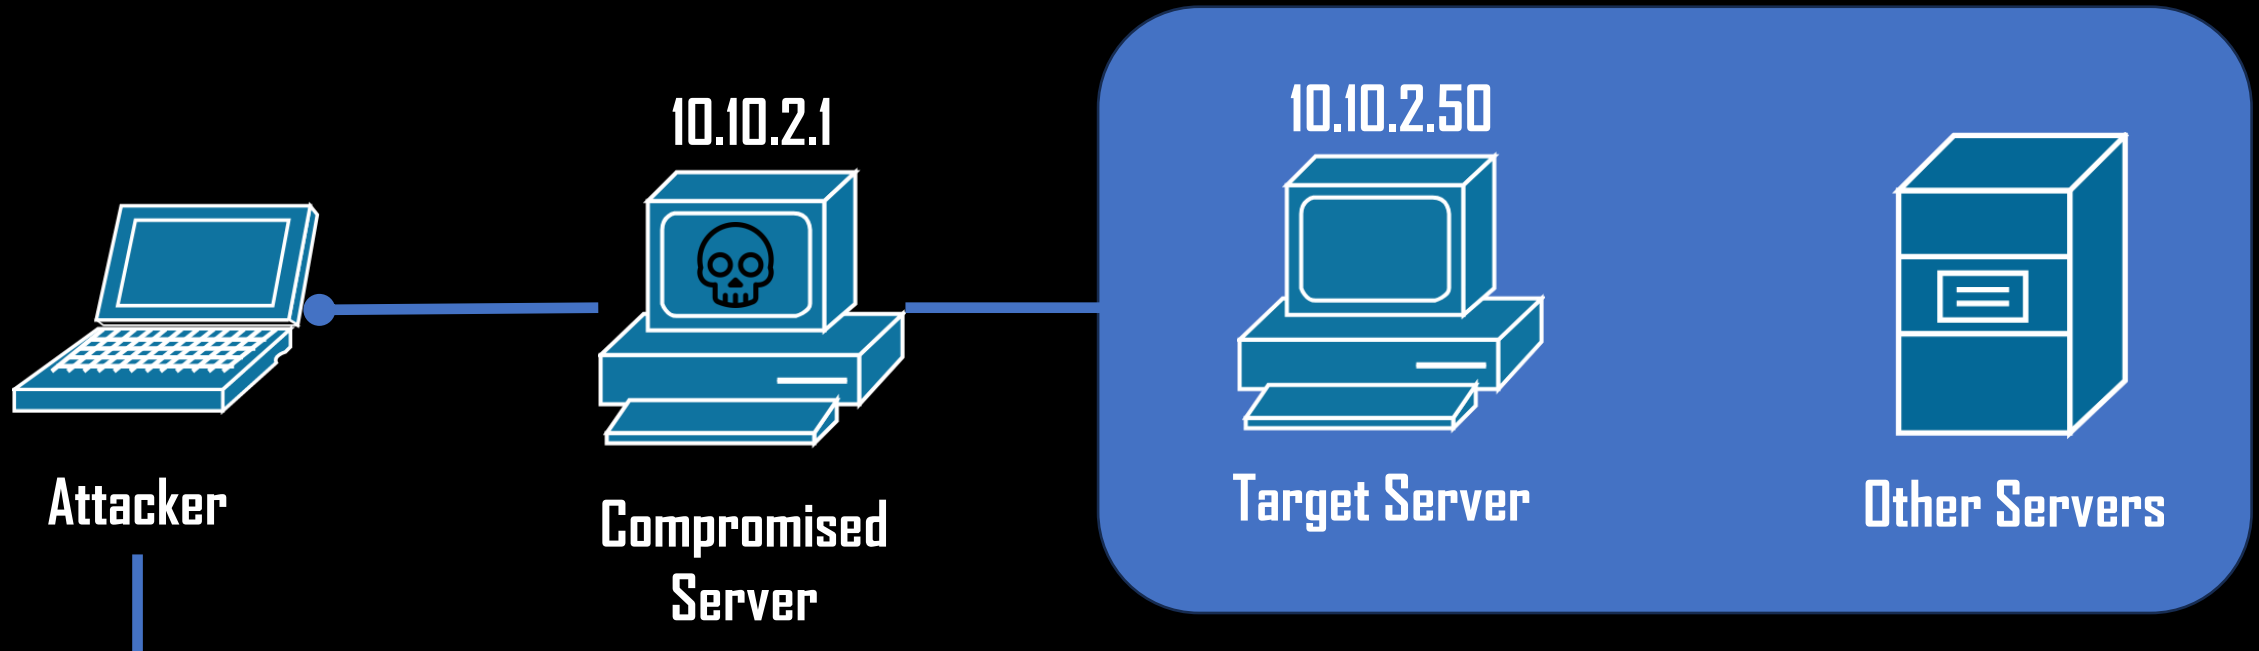 10.10.2.1
10.10.2.50
Attacker
Compromised
Server
Target Server
Other Servers